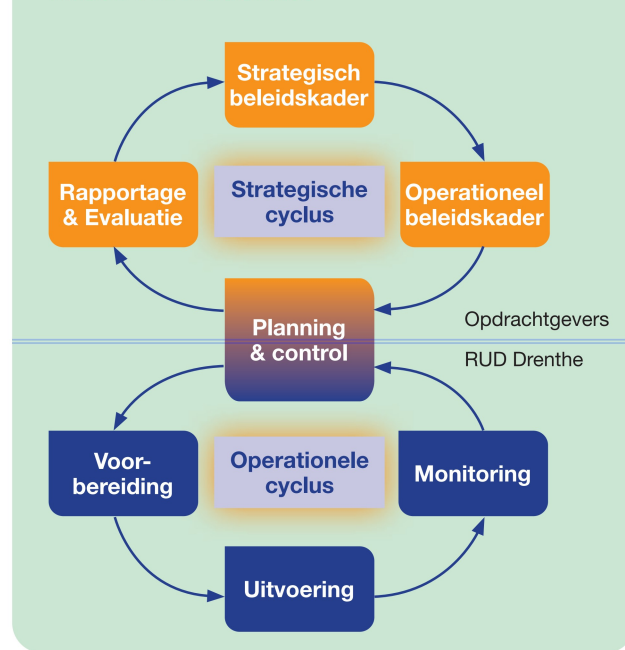 Strategisch
beleidskader
Rapportage
& Evaluatie
Strategische
cyclus
Operationeel
beleidskader
Planning
& control
Opdrachtgevers
RUD Drenthe
Voor-
bereiding
Operationele
cyclus
Monitoring
Uitvoering